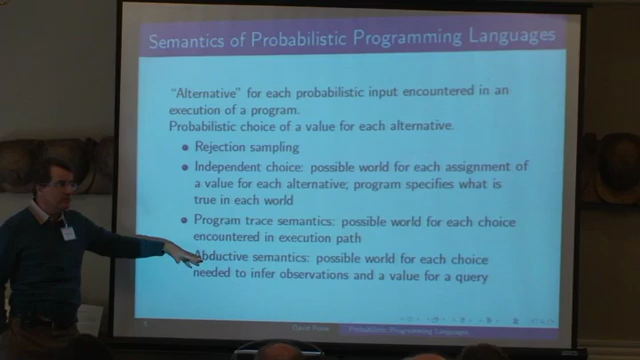 Semantics of Probabilistic Programming Languages
"Alternative" for each probabilistic input encountered in an
execution of a program.
Probabilistic choice of a value for each alternative.
Rejection sampling
Independent choice: possible world for each assignment of
a value for each alternative; program specifies what is
true in each world
Program trace semantics: possible world for each choice
encountered in execution path
Abductive semantics: possible world for each choice
needed to infer observations and a value for a query
David Poole Probabilistic Programming Languages